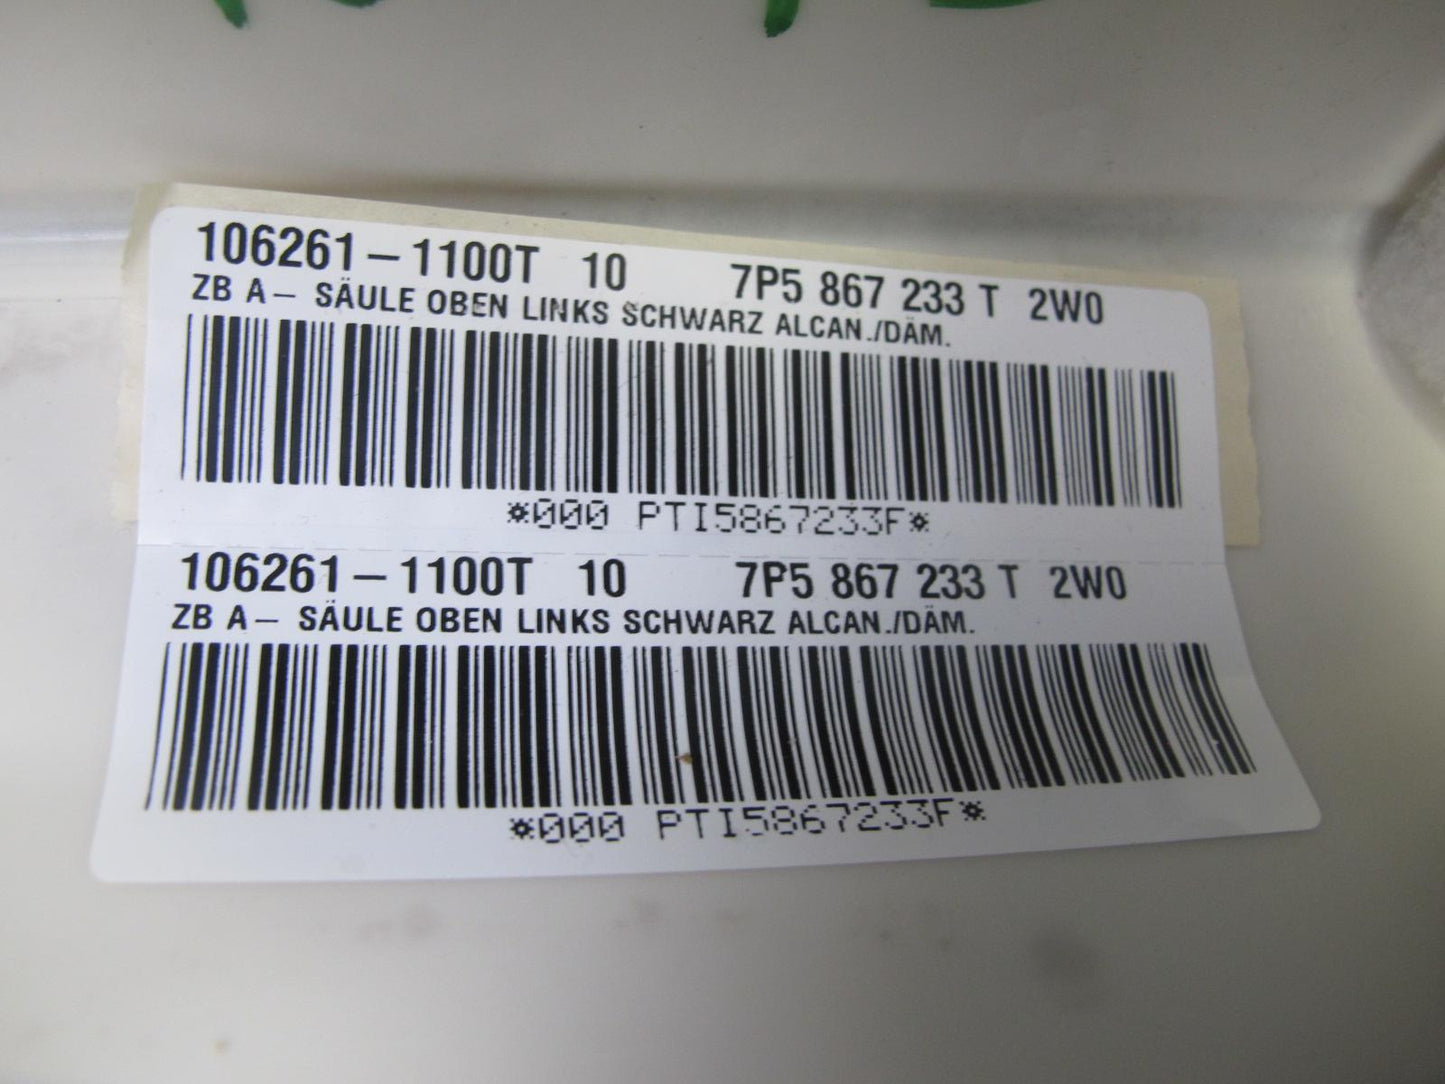 106261-1100T 10 7P5 867 233 T 2W0
ZB A- SÄULE OBEN LINKS SCHWARZ ALCAN./DÄM.
*000 PTI5867233F*
106261-1100T 10 7P5 867 233 T 2W0
ZB A- SÄULE OBEN LINKS SCHWARZ ALCAN./DÄM.
*000 PTI5867233F*